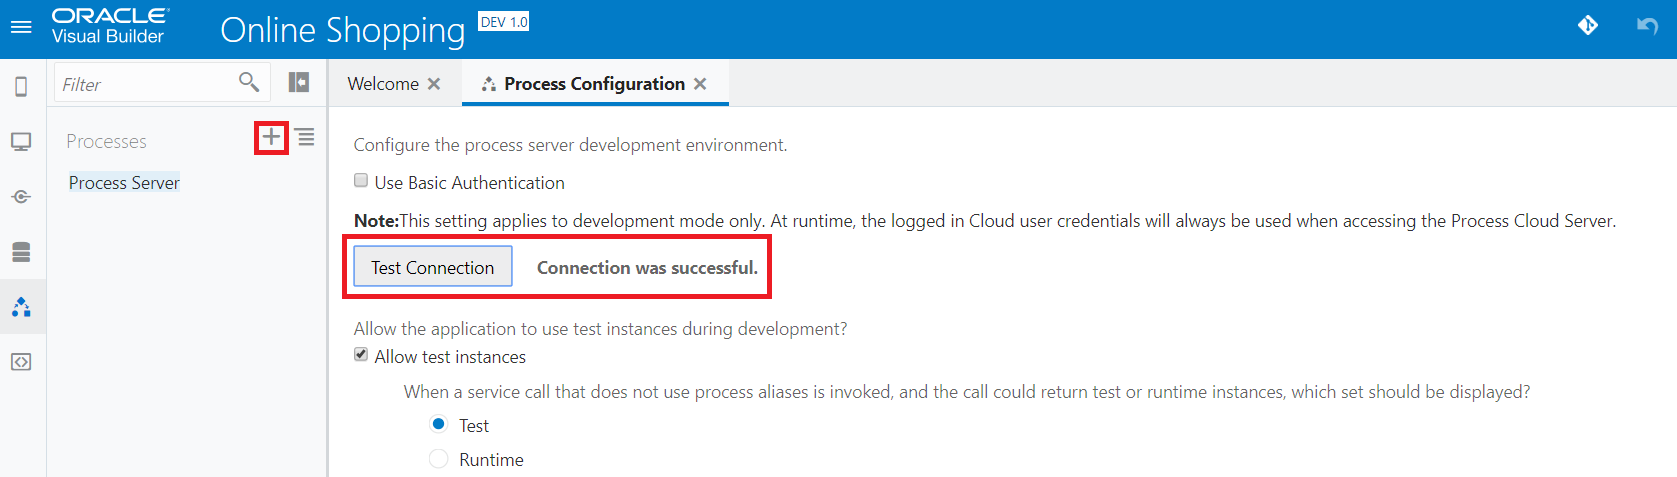 ORACLE
Visual Builder
Online Shopping
DEV 1.0
Filter
Welcome
Process Configuration
Processes
Process Server
Configure the process server development environment.
Use Basic Authentication
Note:This setting applies to development mode only. At runtime, the logged in Cloud user credentials will always be used when accessing the Process Cloud Server.
Test Connection
Connection was successful.
Allow the application to use test instances during development?
Allow test instances
When a service call that does not use process aliases is invoked, and the call could return test or runtime instances, which set should be displayed?
Test
Runtime